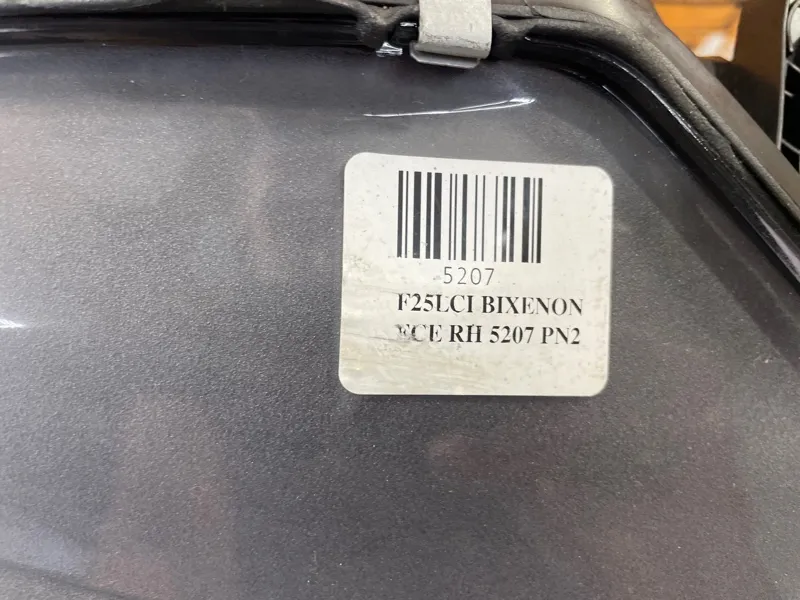 5207
F25LCI BIXENON
ECE RH 5207 PN2